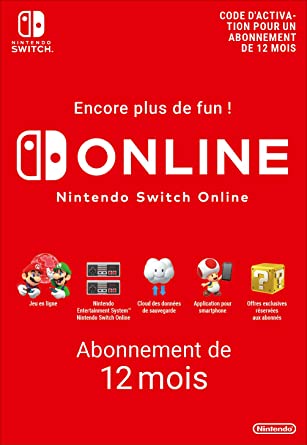 NINTENDO
SWITCH™
CODE D'ACTIVA-
TION POUR UN
ABONNEMENT
DE 12 MOIS
Encore plus de fun !
ONLINE
Nintendo Switch Online
Jeu en ligne
Nintendo
Entertainment System™
Nintendo Switch Online
Cloud des données
de sauvegarde
Application pour
smartphone
Offres exclusives
réservées
aux abonnés
Abonnement de
12 mois
Nintendo